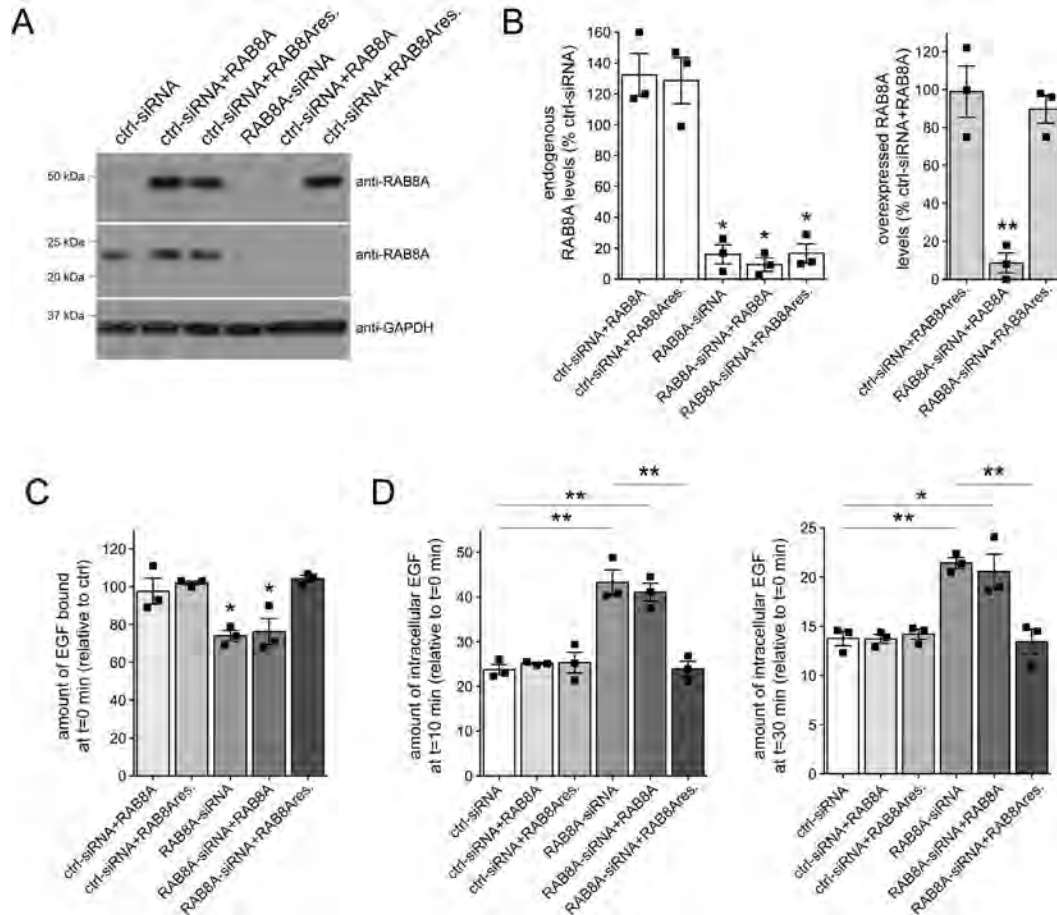 A
ctrl-siRNA
ctrl-siRNA+RAB8A
ctrl-siRNA+RAB8Ares.
RAB8A-siRNA
ctrl-siRNA+RAB8A
ctrl-siRNA+RAB8Ares.
50 kDa
anti-RAB8A
25 kDa
anti-RAB8A
20 kDa
37 kDa
anti-GAPDH
B
endogenous
RAB8A levels (% ctrl-siRNA)
160
140
120
100
80
60
40
20
0
*
*
*
ctrl-siRNA+RAB8A
ctrl-siRNA+RAB8Ares.
RAB8A-siRNA
RAB8A-siRNA+RAB8A
RAB8A-siRNA+RAB8Ares.
overexpressed RAB8A
levels (% ctrl-siRNA+RAB8A)
120
100
80
60
40
20
0
**
ctrl-siRNA+RAB8Ares.
RAB8A-siRNA+RAB8A
RAB8A-siRNA+RAB8Ares.
C
amount of EGF bound
at t=0 min (relative to ctrl)
120
100
80
60
40
20
0
*
*
ctrl-siRNA+RAB8A
ctrl-siRNA+RAB8Ares.
RAB8A-siRNA
RAB8A-siRNA+RAB8A
RAB8A-siRNA+RAB8Ares.
D
amount of intracellular EGF
at t=10 min (relative to t=0 min)
50
40
30
20
10
0
**
**
**
ctrl-siRNA
ctrl-siRNA+RAB8A
ctrl-siRNA+RAB8Ares.
RAB8A-siRNA
RAB8A-siRNA+RAB8A
RAB8A-siRNA+RAB8Ares.
amount of intracellular EGF
at t=30 min (relative to t=0 min)
25
20
15
10
5
0
**
*
**
ctrl-siRNA
ctrl-siRNA+RAB8A
ctrl-siRNA+RAB8Ares.
RAB8A-siRNA
RAB8A-siRNA+RAB8A
RAB8A-siRNA+RAB8Ares.